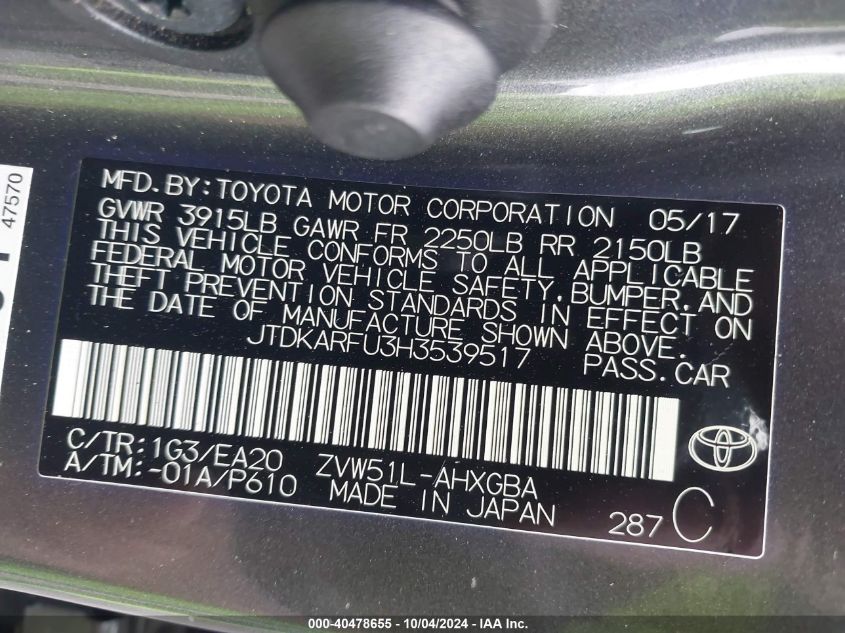 47570
MFD.BY:TOYOTA MOTOR CORPORATION 05/17
GVWR 3915LB GAWR FR 2250LB RR 2150LB
THIS VEHICLE CONFORMS TO ALL APPLICABLE
FEDERAL MOTOR VEHICLE SAFETY,BUMPER,AND
THEFT PREVENTION STANDARDS IN EFFECT ON
THE DATE OF MANUFACTURE SHOWN ABOVE.
JTDKARFU3H3539517 PASS.CAR
C/TR:1G3/EA20 ZVW51L-AHXGBA
A/TM:-01A/P610 MADE IN JAPAN 287 C
000-40478655 - 10/04/2024 - IAA Inc.